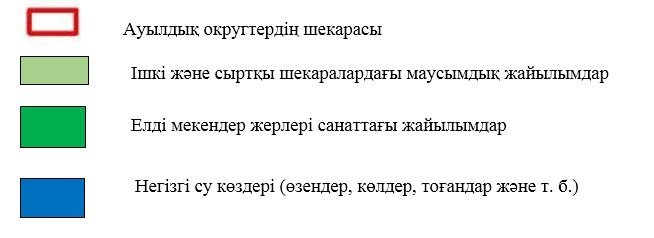 Ауылдық округтердің шекарасы
Ішкі және сыртқы шекаралардағы маусымдық жайылымдар
Елді мекендер жерлері санаттағы жайылымдар
Негізгі су көздері (өзендер, көлдер, тоғандар және т. б.)